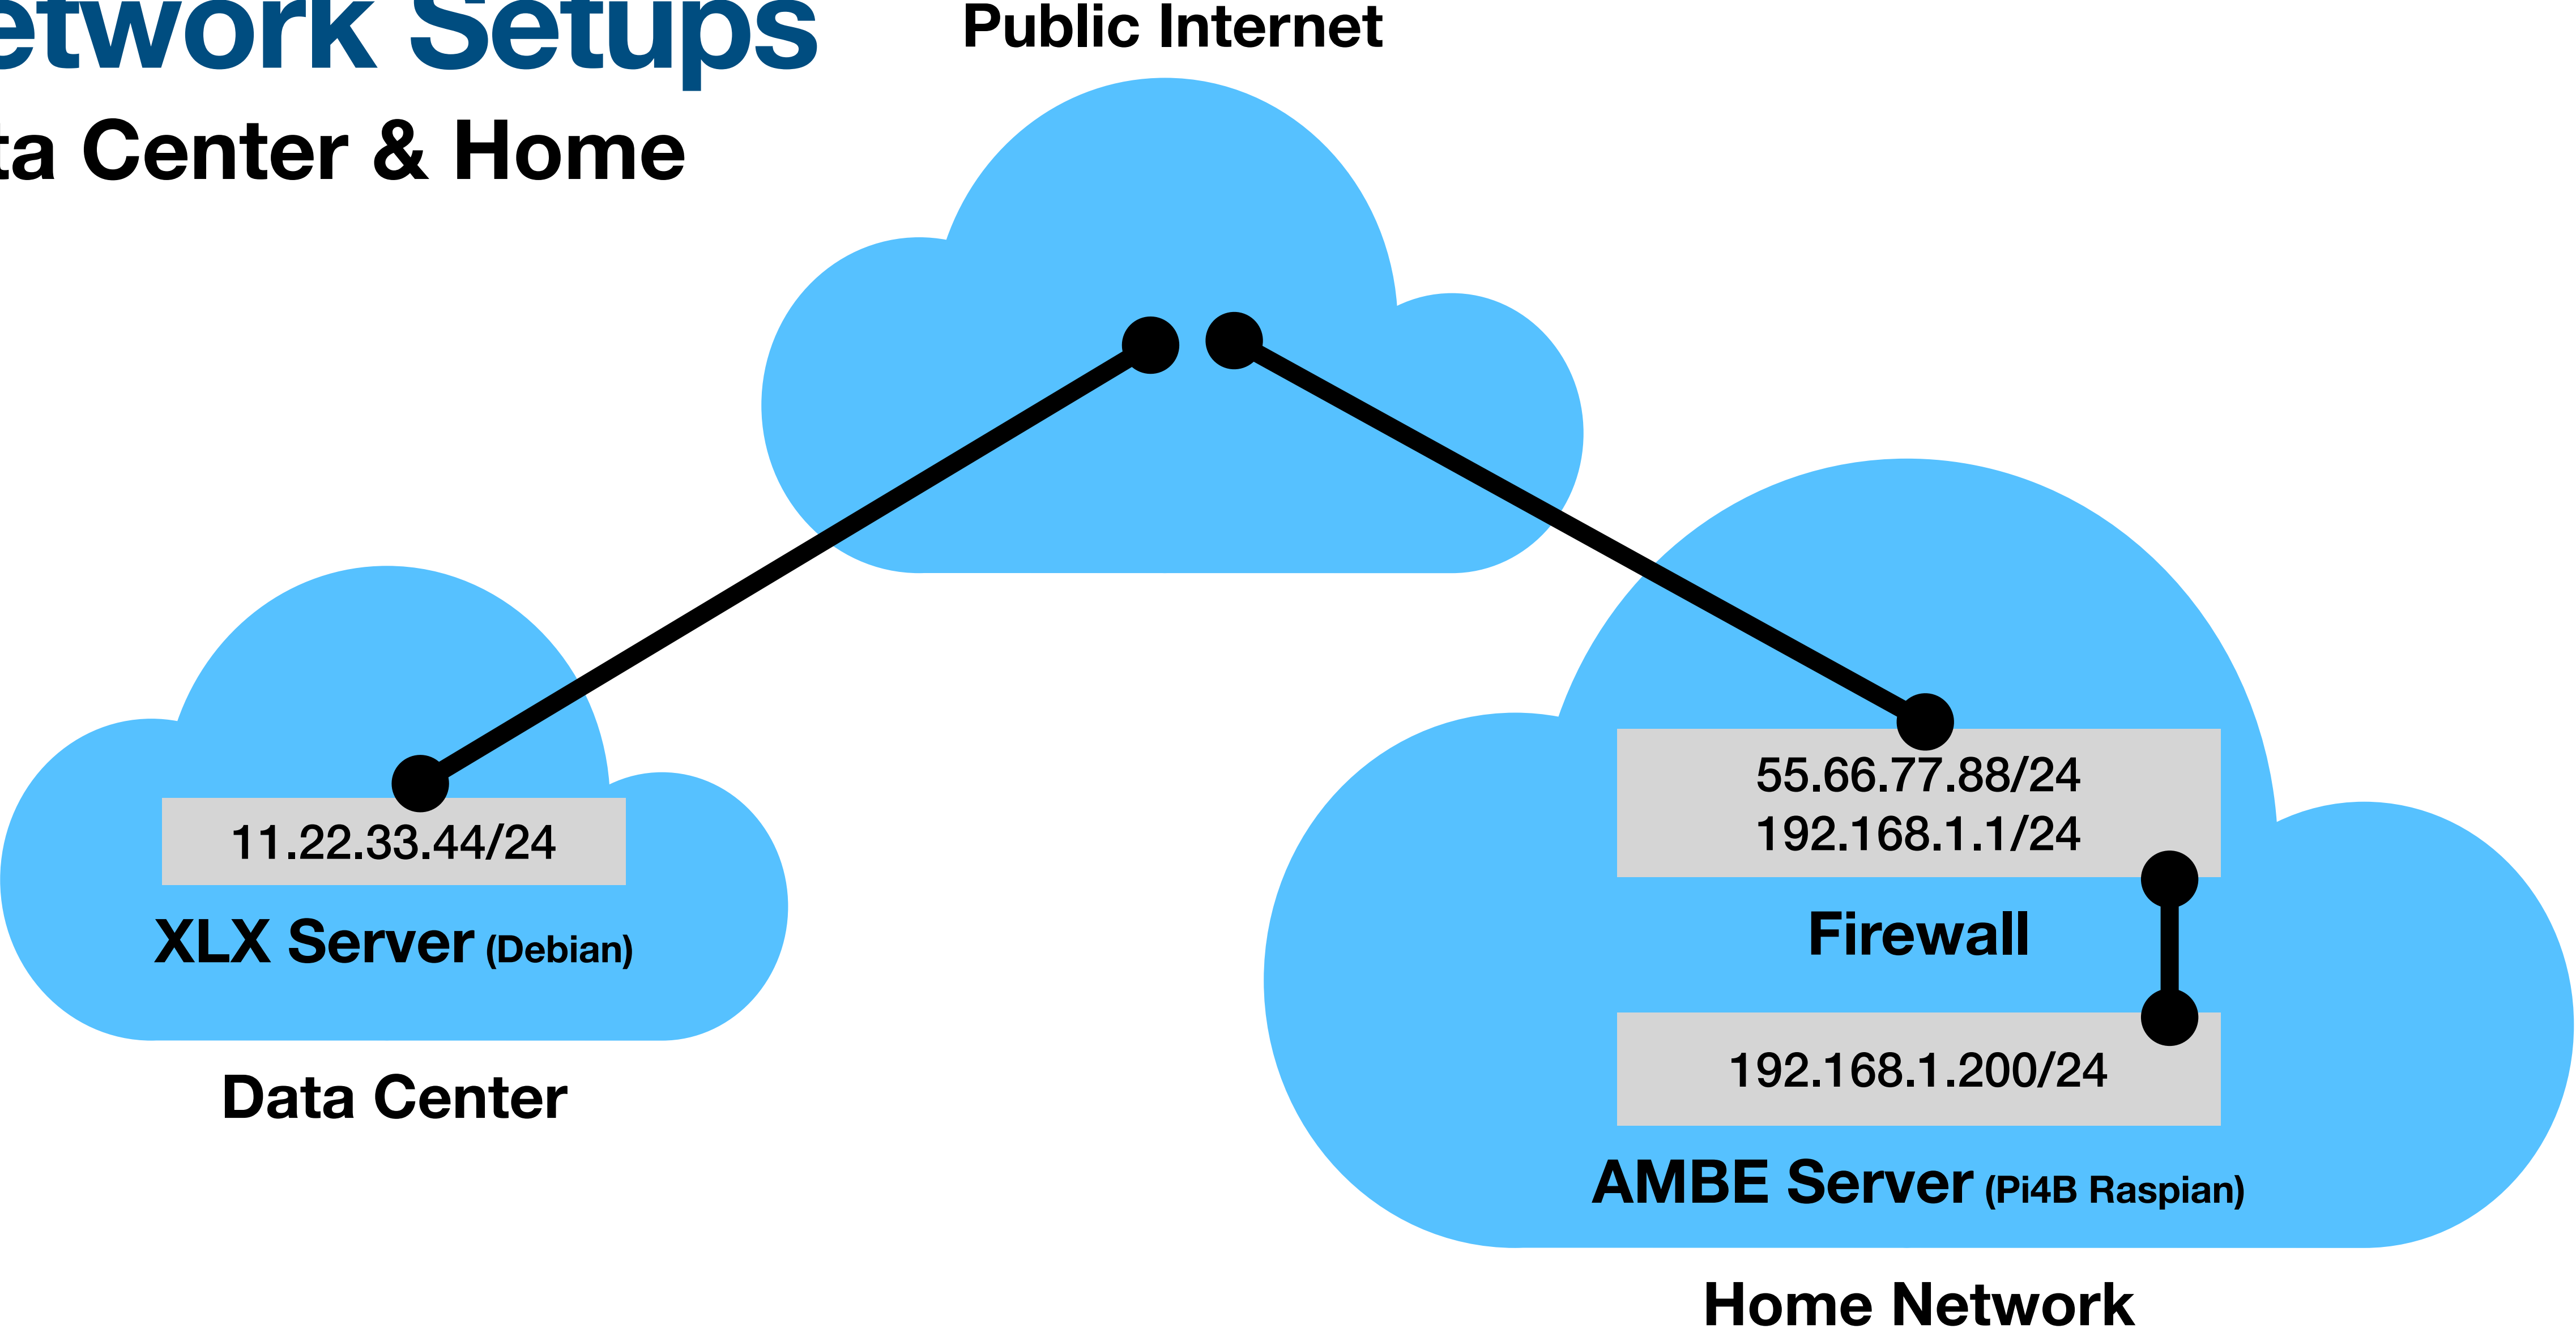 etwork Setups
ta Center & Home
Public Internet
11.22.33.44/24
XLX Server (Debian)
Data Center
55.66.77.88/24
192.168.1.1/24
Firewall
192.168.1.200/24
AMBE Server (Pi4B Raspian)
Home Network